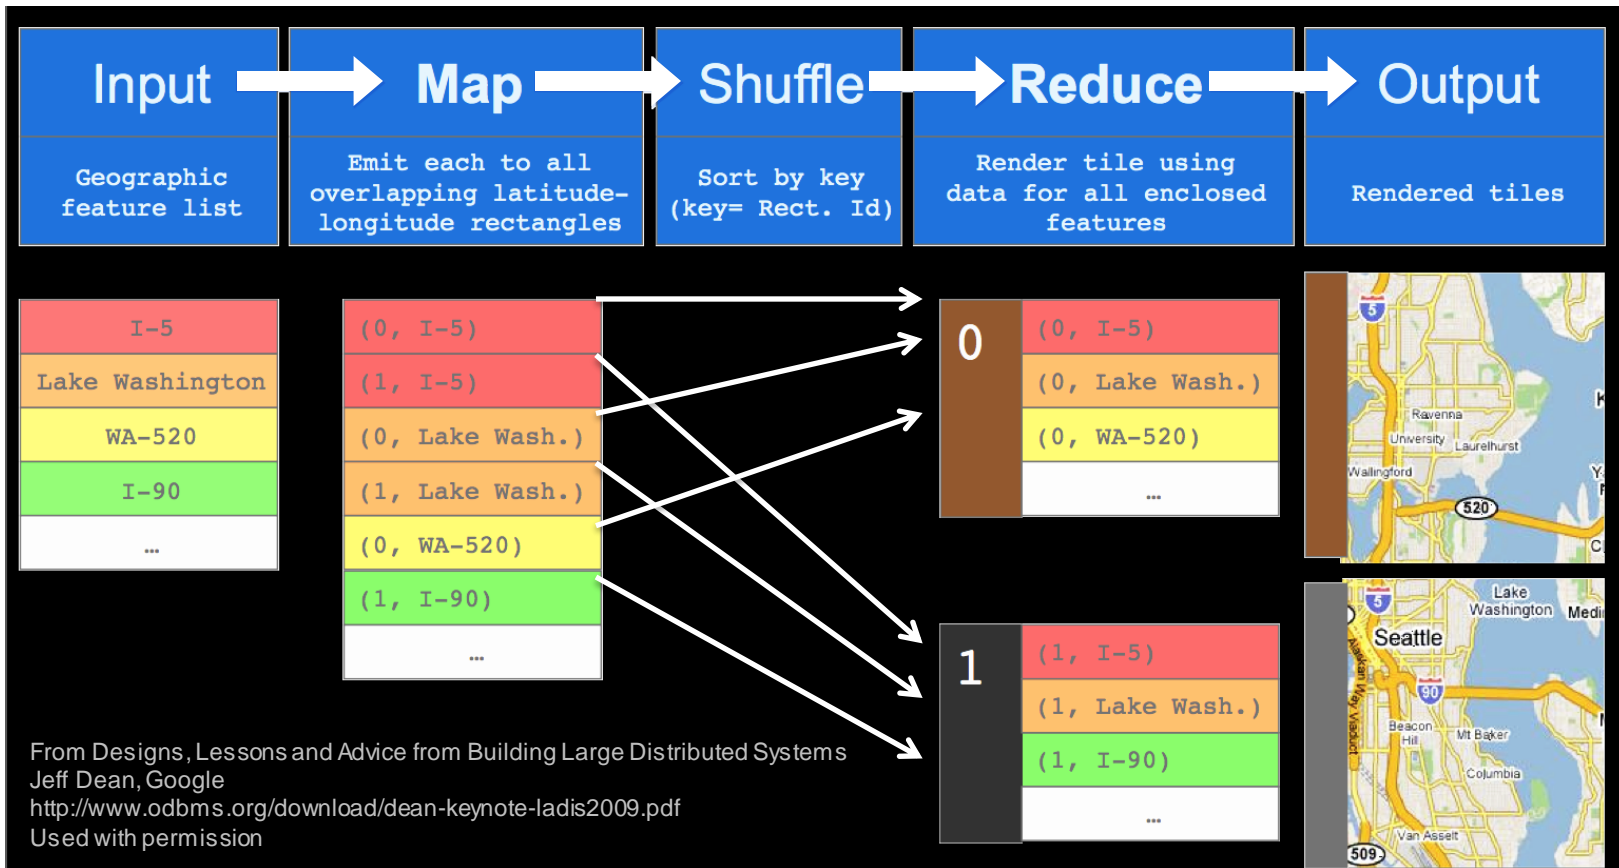 Input
Map
Shuffle
Reduce
Output
Geographic
feature list
Emit each to all
overlapping latitude-
longitude rectangles
Sort by key
(key= Rect. Id)
Render tile using
data for all enclosed
features
Rendered tiles
I-5
Lake Washington
WA-520
I-90
…
(0, I-5)
(1, I-5)
(0, Lake Wash.)
(1, Lake Wash.)
(0, WA-520)
(1, I-90)
…
0
(0, I-5)
(0, Lake Wash.)
(0, WA-520)
…
1
(1, I-5)
(1, Lake Wash.)
(1, I-90)
…
5
Ravenna
University
Laurelhurst
Wallingford
520
5
Lake
Washington
Medi
Seattle
Alaskan Way Viaduct
90
Beacon
Hill
Mt Baker
Columbia
Van Asselt
509
From Designs, Lessons and Advice from Building Large Distributed Systems
Jeff Dean, Google
http://www.odbms.org/download/dean-keynote-ladis2009.pdf
Used with permission